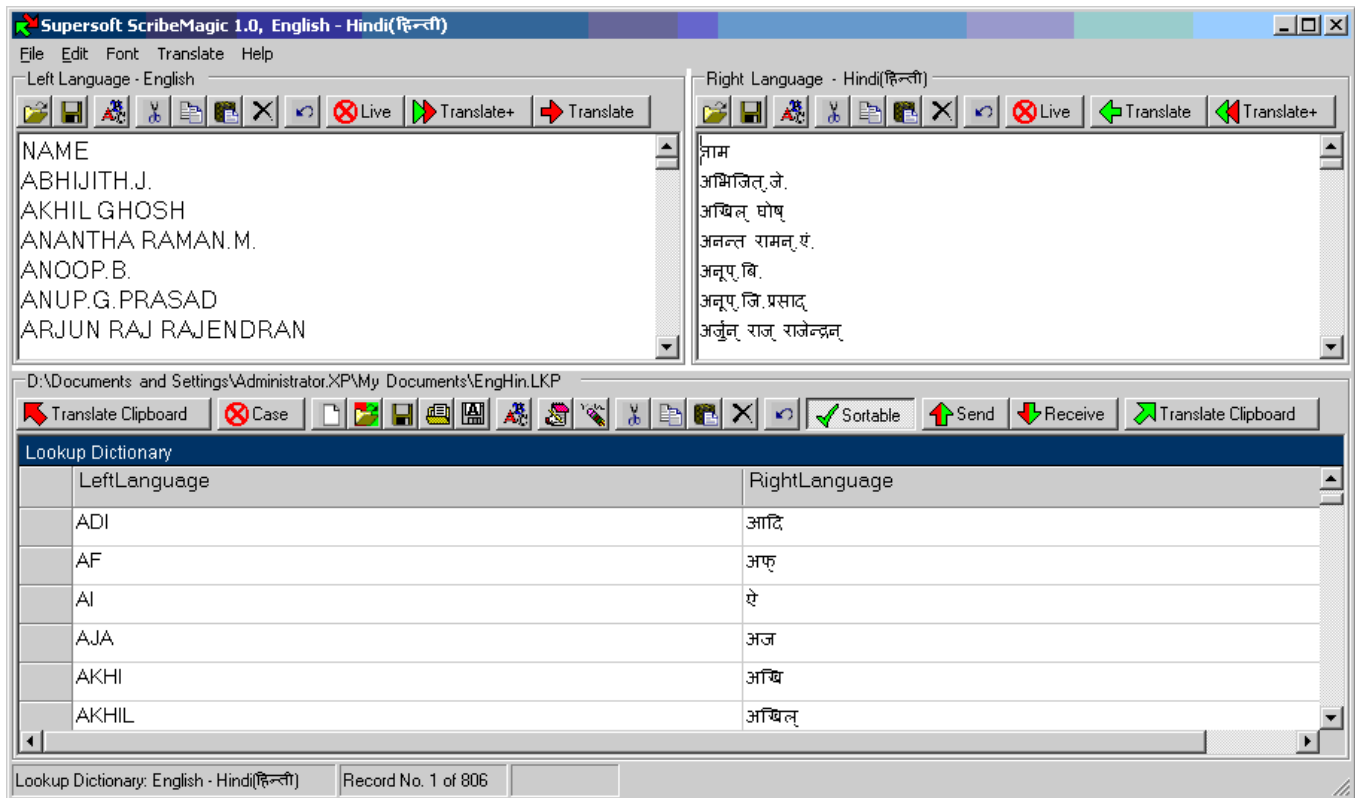 Supersoft ScribeMagic 1.0, English - Hindi(हिन्ती)
File Edit Font Translate Help
Left Language - English
Live Translate+ Translate
NAME
ABHIJITH.J.
AKHIL GHOSH
ANANTHA RAMAN.M.
ANOOP.B.
ANUP.G.PRASAD
ARJUN RAJ RAJENDRAN
Right Language - Hindi(हिन्ती)
Live Translate Translate+
नाम
अभिजित्.जे.
अखिल् घोष्
अनन्त रामन्.एं.
अनूप्.बि.
अनूप्.जि.प्रसाद्
अर्जुन् राज् राजेन्द्रन्
D:\Documents and Settings\Administrator.XP\My Documents\EngHin.LKP
Translate Clipboard Case Sortable Send Receive Translate Clipboard
Lookup Dictionary
LeftLanguage RightLanguage
ADI आदि
AF अफ्
AI ऐ
AJA अज
AKHI अखि
AKHIL अखिल्
Lookup Dictionary: English - Hindi(हिन्ती) Record No. 1 of 806